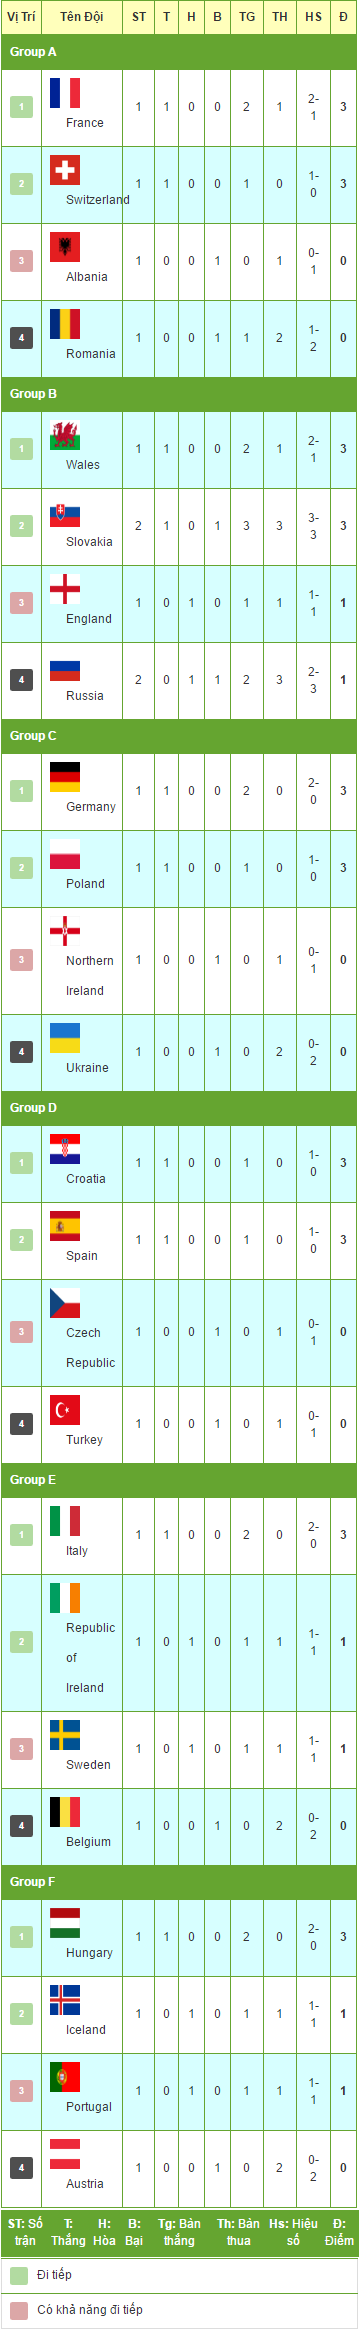 Vị Trí Tên Đội ST T H B TG TH HS Đ
Group A
1 France 1 1 0 0 2 1 2-1 3
2 Switzerland 1 1 0 0 1 0 1-0 3
3 Albania 1 0 0 1 0 1 0-1 0
4 Romania 1 0 0 1 1 2 1-2 0
Group B
1 Wales 1 1 0 0 2 1 2-1 3
2 Slovakia 2 1 0 1 3 3 3-3 3
3 England 1 0 1 0 1 1 1-1 1
4 Russia 2 0 1 1 2 3 2-3 1
Group C
1 Germany 1 1 0 0 2 0 2-0 3
2 Poland 1 1 0 0 1 0 1-0 3
3 Northern Ireland 1 0 0 1 0 1 0-1 0
4 Ukraine 1 0 0 1 0 2 0-2 0
Group D
1 Croatia 1 1 0 0 1 0 1-0 3
2 Spain 1 1 0 0 1 0 1-0 3
3 Czech Republic 1 0 0 1 0 1 0-1 0
4 Turkey 1 0 0 1 0 1 0-1 0
Group E
1 Italy 1 1 0 0 2 0 2-0 3
2 Republic of Ireland 1 0 1 0 1 1 1-1 1
3 Sweden 1 0 1 0 1 1 1-1 1
4 Belgium 1 0 0 1 0 2 0-2 0
Group F
1 Hungary 1 1 0 0 2 0 2-0 3
2 Iceland 1 0 1 0 1 1 1-1 1
3 Portugal 1 0 1 0 1 1 1-1 1
4 Austria 1 0 0 1 0 2 0-2 0
ST: Số trận T: Thắng H: Hòa B: Bại Tg: Bàn thắng Th: Bàn thua Hs: Hiệu số Đ: Điểm
Đi tiếp
Có khả năng đi tiếp